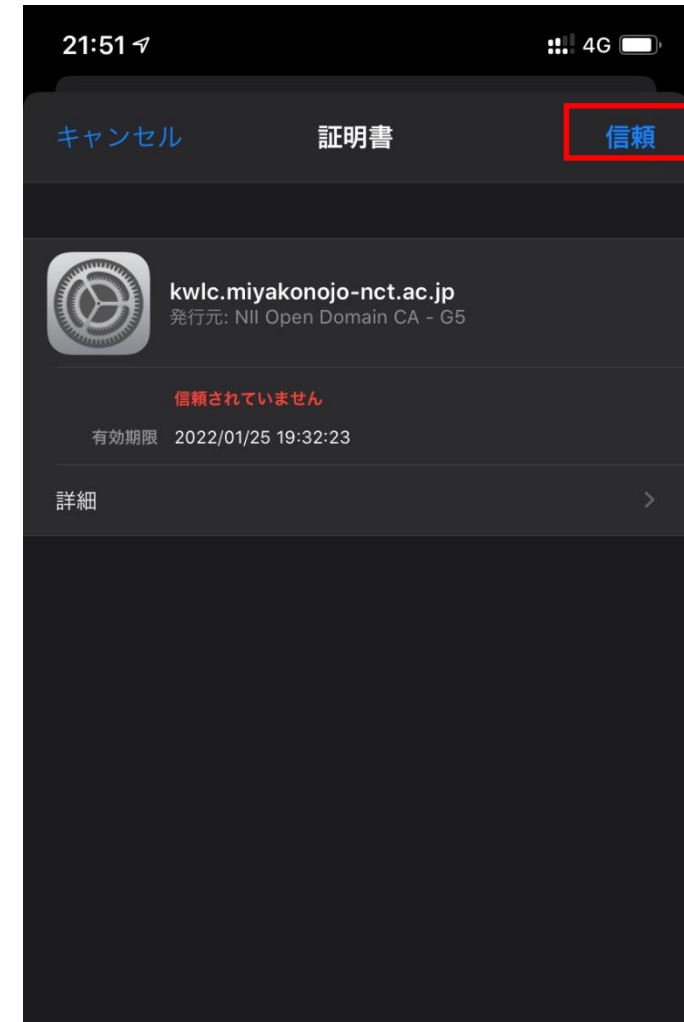 21:51 4G
キャンセル 証明書 信頼
kwlc.miyakonojo-nct.ac.jp
発行元: NII Open Domain CA - G5
信頼されていません
有効期限 2022/01/25 19:32:23
詳細